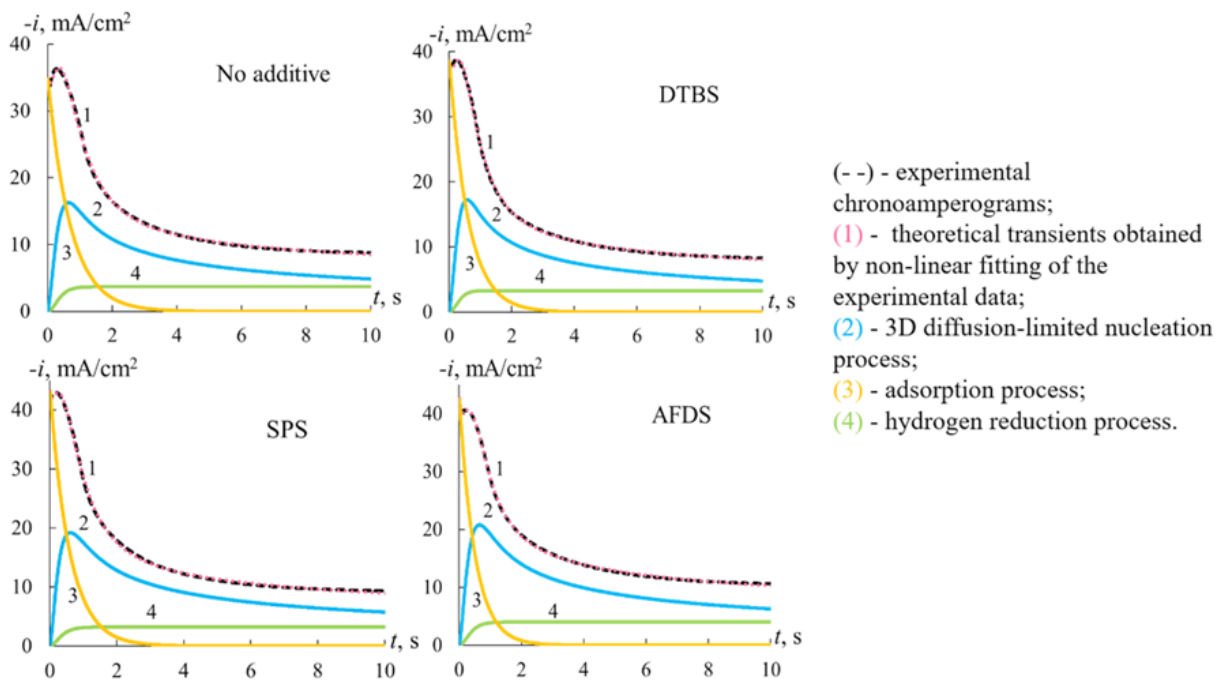 -i, mA/cm²
40
30
20
10
0
No additive
1
2
3
4
t, s
0
2
4
6
8
10
-i, mA/cm²
40
30
20
10
0
DTBS
1
2
3
4
t, s
0
2
4
6
8
10
-i, mA/cm²
40
30
20
10
0
SPS
1
2
3
4
t, s
-0
2
4
6
8
10
-i, mA/cm²
40
30
20
10
0
AFDS
1
2
3
4
t, s
0
2
4
6
8
10
(- -) - experimental
chronoamperograms;
(1) - theoretical transients obtained
by non-linear fitting of the
experimental data;
(2) - 3D diffusion-limited nucleation
process;
(3) - adsorption process;
(4) - hydrogen reduction process.